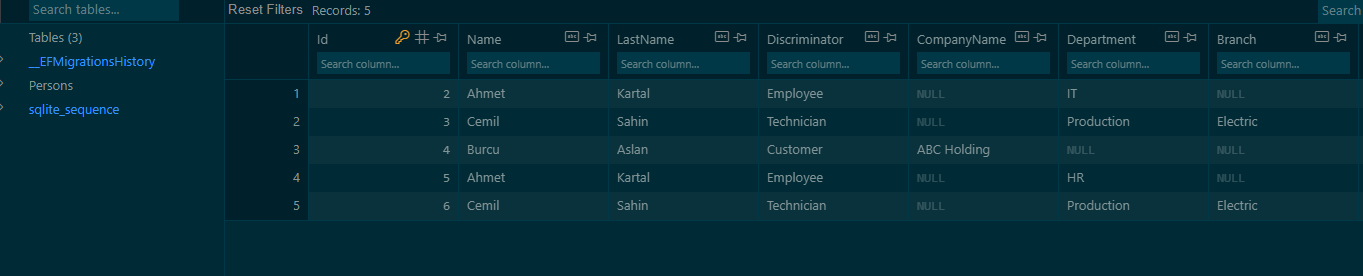 Search tables...
Reset Filters Records: 5 Search
Tables (3)
__EFMigrationsHistory
Persons
sqlite_sequence
Id Name LastName Discriminator CompanyName Department Branch
Search column... Search column... Search column... Search column... Search column... Search column... Search column...
1 2 Ahmet Kartal Employee NULL IT NULL
2 3 Cemil Sahin Technician NULL Production Electric
3 4 Burcu Aslan Customer ABC Holding NULL NULL
4 5 Ahmet Kartal Employee NULL HR NULL
5 6 Cemil Sahin Technician NULL Production Electric